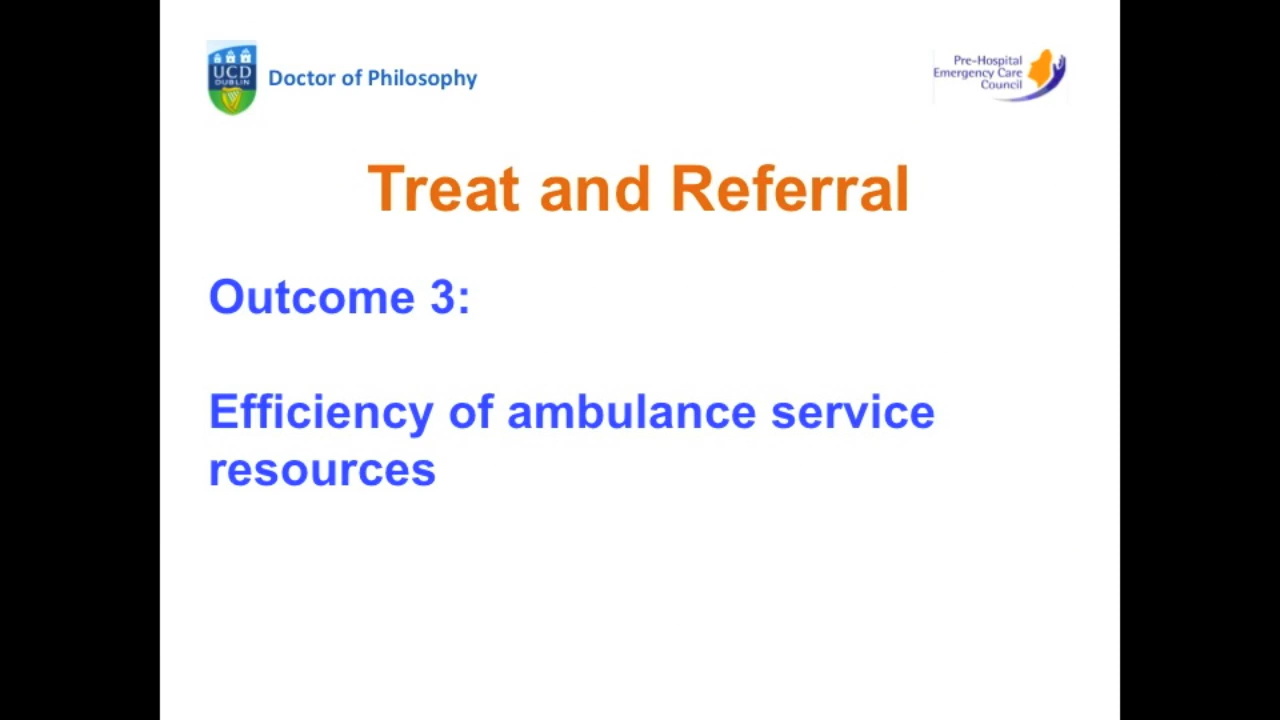 UCD
DUBLIN
Doctor of Philosophy
Pre-Hospital
Emergency Care
Council
Treat and Referral
Outcome 3:
Efficiency of ambulance service
resources